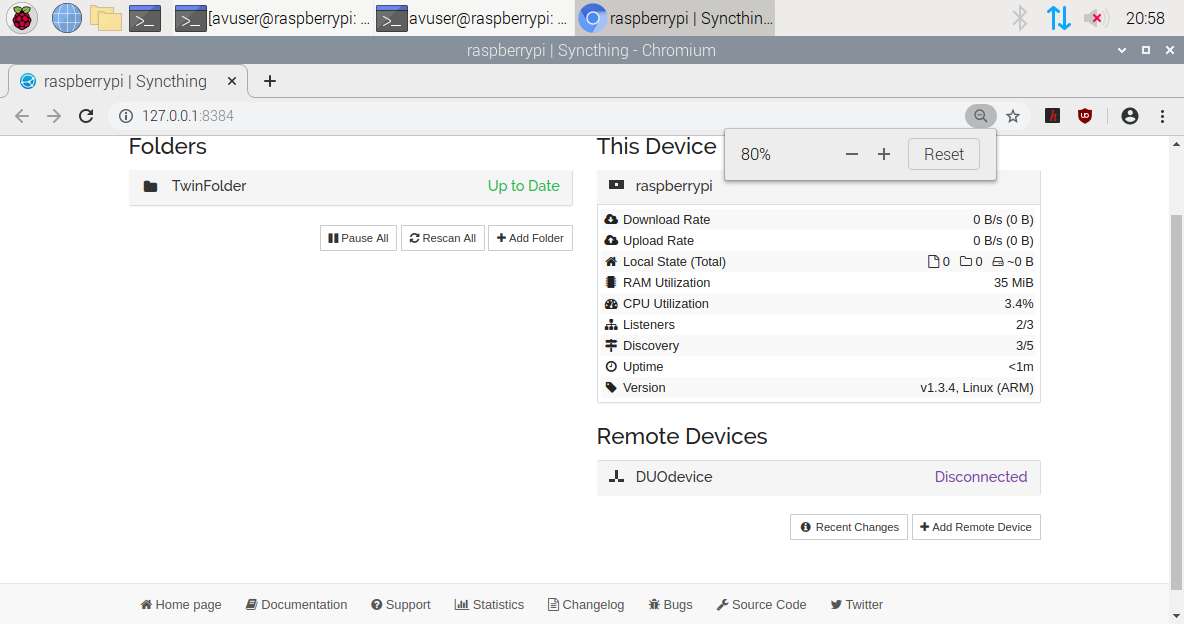 [avuser@raspberrypi: ... avuser@raspberrypi: ... raspberrypi | Syncthin... 20:58
raspberrypi | Syncthing - Chromium
raspberrypi | Syncthing
127.0.0.1:8384
80% Reset
Folders
TwinFolder Up to Date
Pause All Rescan All Add Folder
This Device
raspberrypi
Download Rate 0 B/s (0 B)
Upload Rate 0 B/s (0 B)
Local State (Total) 0 0 ~0 B
RAM Utilization 35 MiB
CPU Utilization 3.4%
Listeners 2/3
Discovery 3/5
Uptime <1m
Version v1.3.4, Linux (ARM)
Remote Devices
DUOdevice Disconnected
Recent Changes Add Remote Device
Home page Documentation Support Statistics Changelog Bugs Source Code Twitter